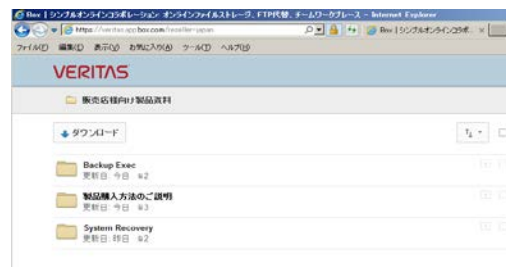 Box | シンプルオンラインコラボレーション オンラインファイルストレージ、FTP代替、チームワークプレース - Internet Explorer
https://veritas.app.box.com/reseller-japan
Box | シンプルオンラインコラボ...
ファイル(F) 編集(E) 表示(V) お気に入り(A) ツール(T) ヘルプ(H)
VERITAS
販売店様向け製品資料
ダウンロード
Backup Exec
更新日: 今日 2
製品購入方法のご説明
更新日: 今日 3
System Recovery
更新日: 昨日 2